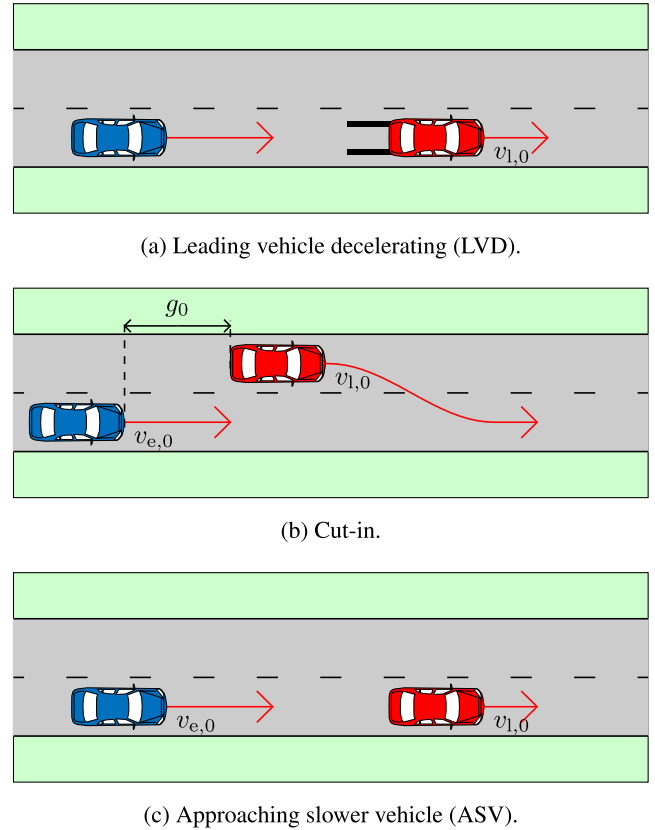 v_{l,0}
(a) Leading vehicle decelerating (LVD).
g_0
v_{l,0}
v_{e,0}
(b) Cut-in.
v_{e,0} v_{l,0}
(c) Approaching slower vehicle (ASV).